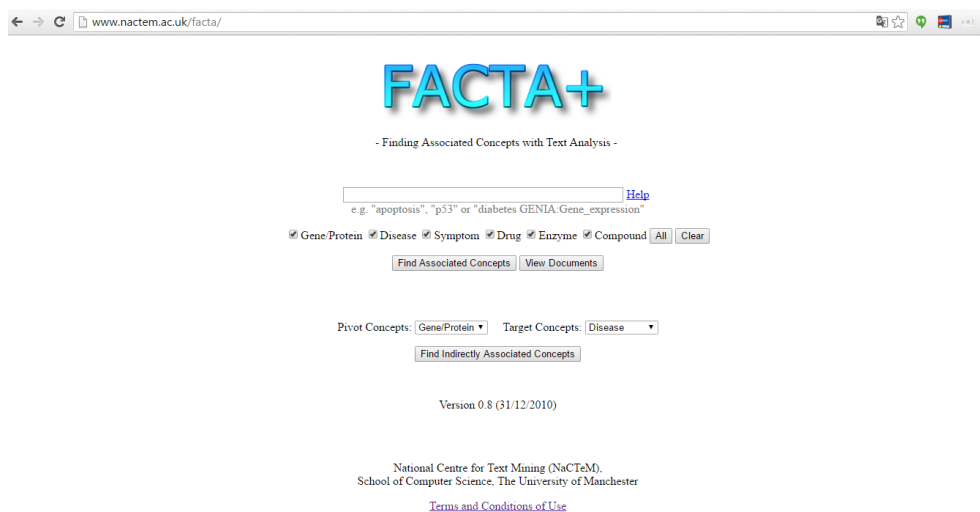 www.nactem.ac.uk/facta/
FACTA+
- Finding Associated Concepts with Text Analysis -
Help
e.g. "apoptosis", "p53" or "diabetes GENIA:Gene_expression"
Gene/Protein Disease Symptom Drug Enzyme Compound All Clear
Find Associated Concepts View Documents
Pivot Concepts: Gene/Protein Target Concepts: Disease
Find Indirectly Associated Concepts
Version 0.8 (31/12/2010)
National Centre for Text Mining (NaCTeM),
School of Computer Science, The University of Manchester
Terms and Conditions of Use